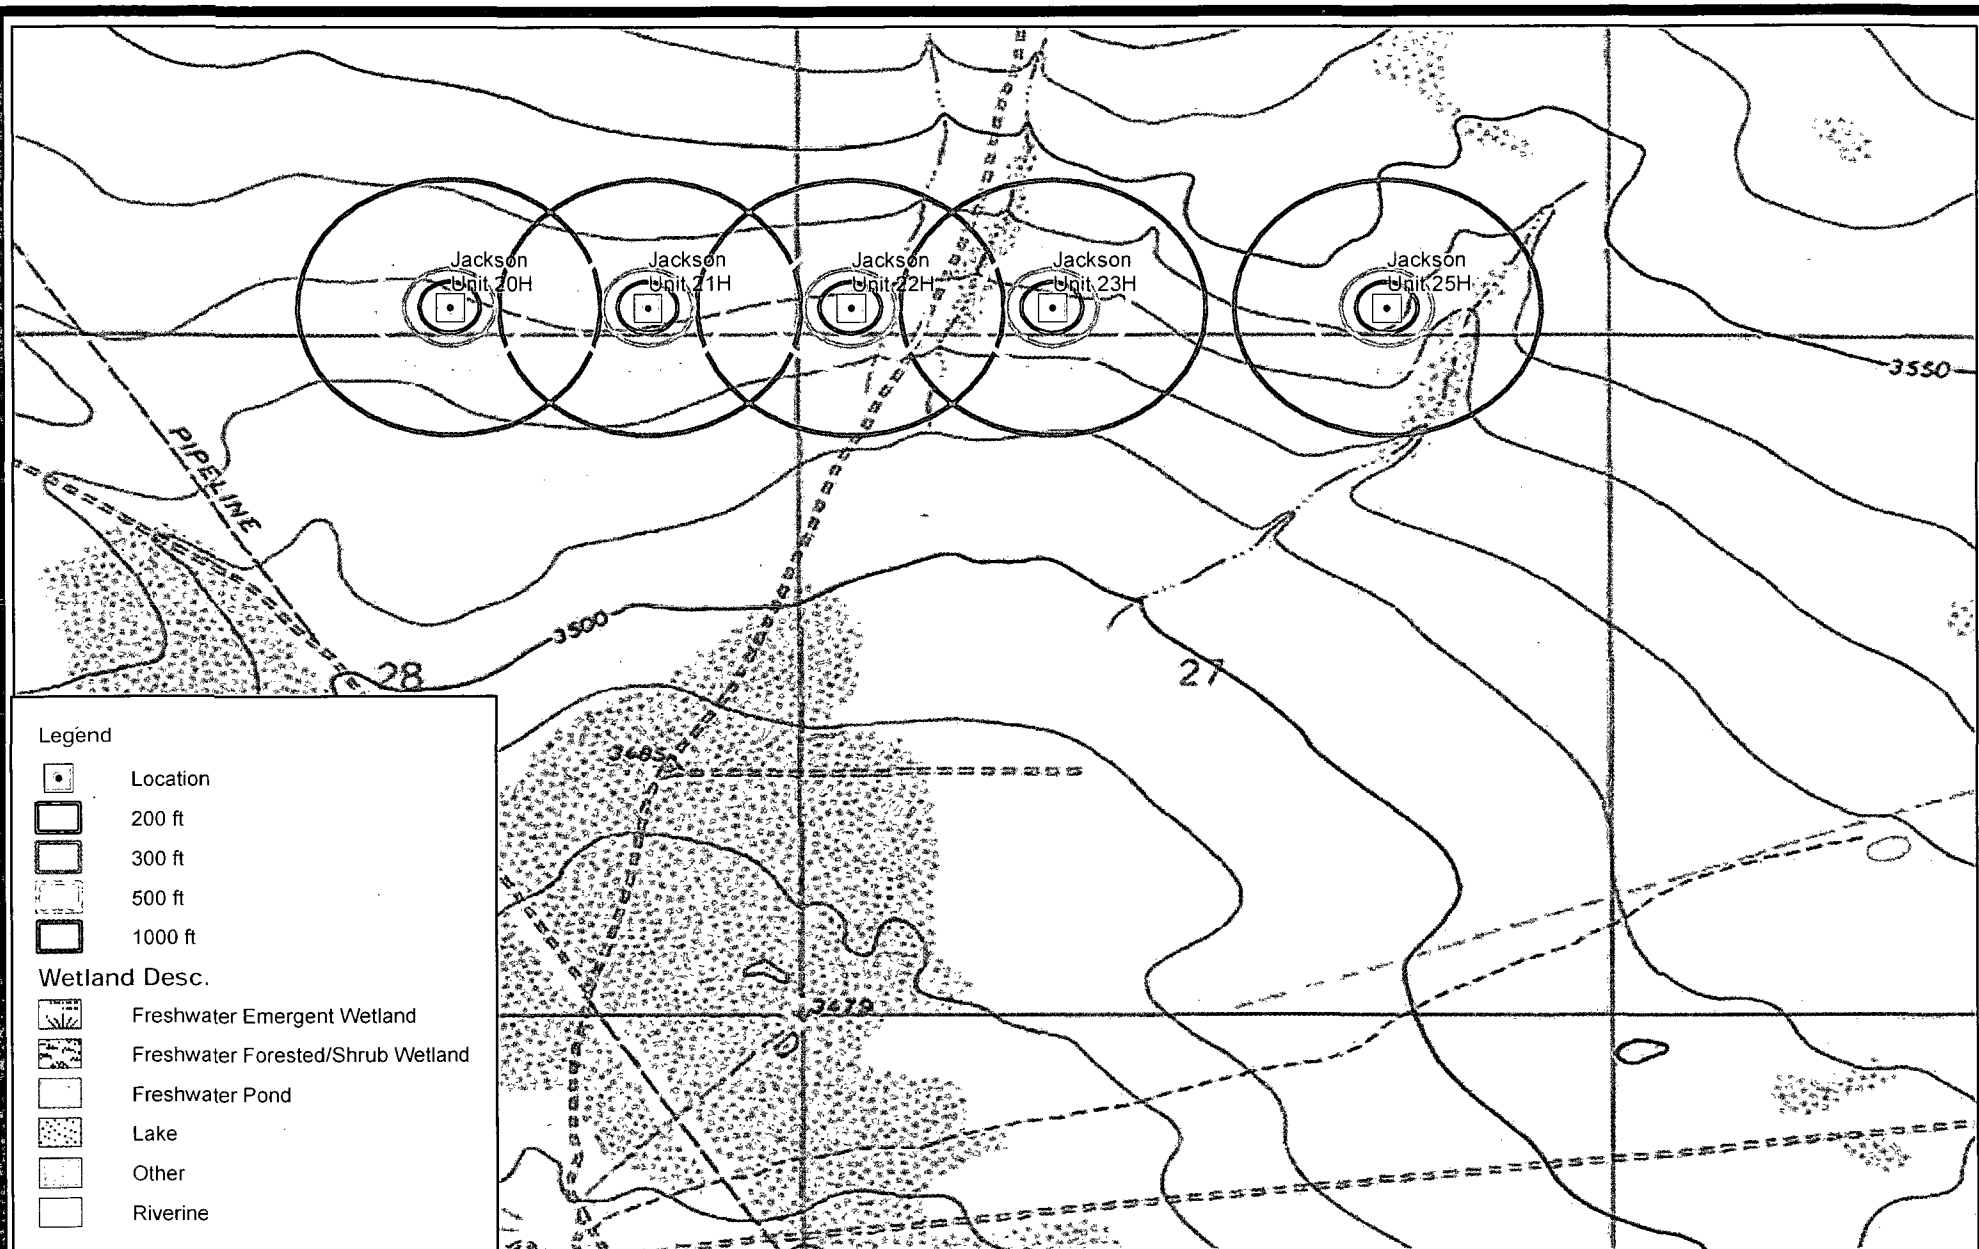 Jackson
Unit 20H
Jackson
Unit 21H
Jackson
Unit 22H
Jackson
Unit 23H
Jackson
Unit 25H
3550
PIPELINE
3500
28
27
3485
3479
Legend
Location
200 ft
300 ft
500 ft
1000 ft
Wetland Desc.
Freshwater Emergent Wetland
Freshwater Forested/Shrub Wetland
Freshwater Pond
Lake
Other
Riverine